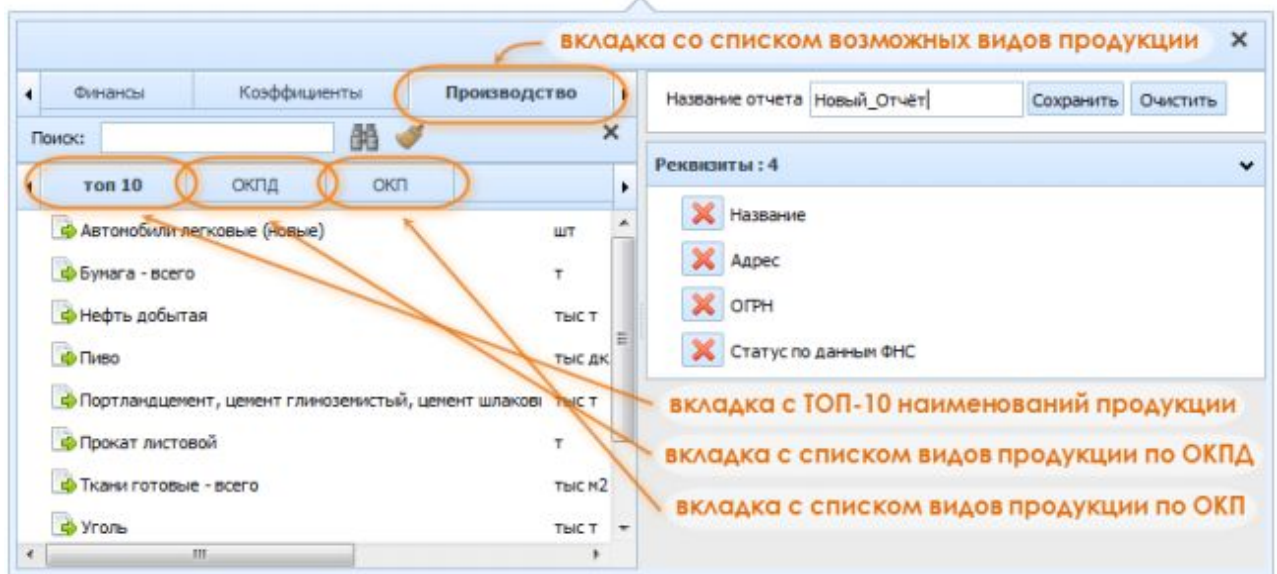 вкладка со списком возможных видов продукции
Финансы
Коэффициенты
Производство
Поиск:
топ 10
ОКПД
ОКП
Автомобили легковые (новые)
шт
Бумага - всего
т
Нефть добытая
тыс т
Пиво
тыс дк
Портландцемент, цемент глиноземистый, цемент шлакові
тыс т
Прокат листовой
т
Ткани готовые - всего
тыс м2
Уголь
тыс т
Название отчета
Новый_Отчёт
Сохранить
Очистить
Реквизиты : 4
Название
Адрес
ОГРН
Статус по данным ФНС
вкладка с ТОП-10 наименований продукции
вкладка с списком видов продукции по ОКПД
вкладка с списком видов продукции по ОКП